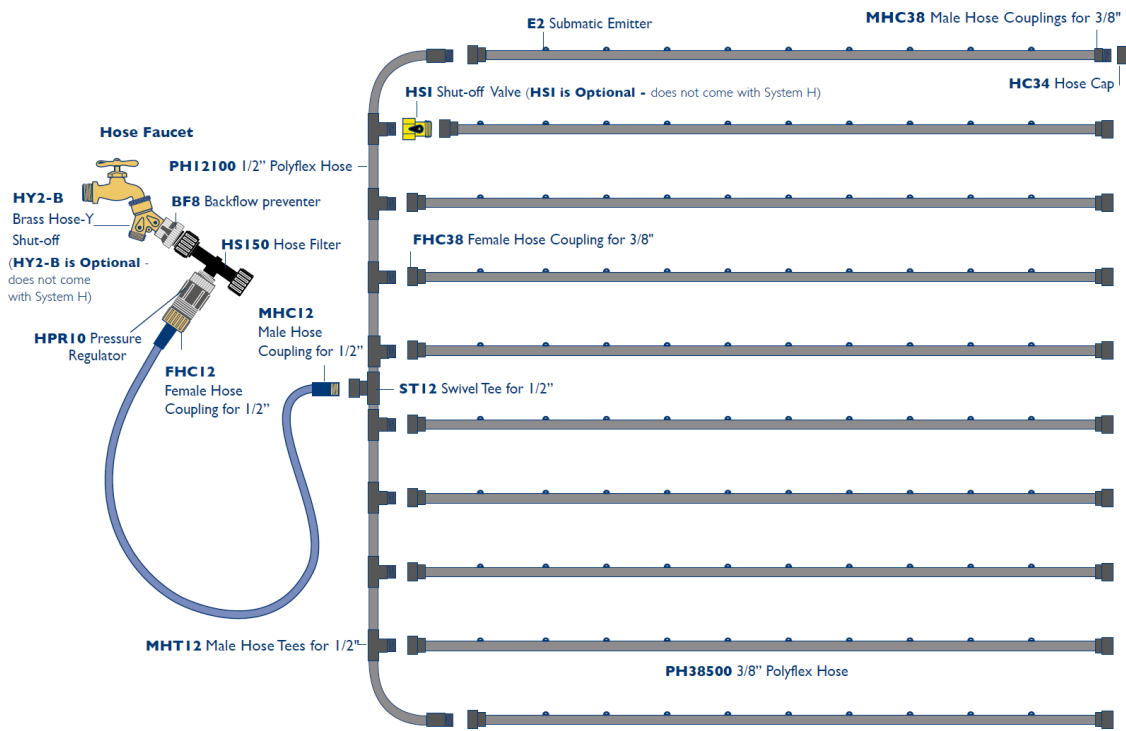 E2 Submatic Emitter
MHC38 Male Hose Couplings for 3/8"
HC34 Hose Cap
HSI Shut-off Valve (HSI is Optional - does not come with System H)
Hose Faucet
PH12100 1/2" Polyflex Hose
HY2-B
Brass Hose-Y
Shut-off
(HY2-B is Optional -
does not come
with System H)
BF8 Backflow preventer
HS150 Hose Filter
FHC38 Female Hose Coupling for 3/8"
HPR10 Pressure
Regulator
MHC12
Male Hose
Coupling for 1/2"
FHC12
Female Hose
Coupling for 1/2"
ST12 Swivel Tee for 1/2"
MHT12 Male Hose Tees for 1/2"
PH38500 3/8" Polyflex Hose